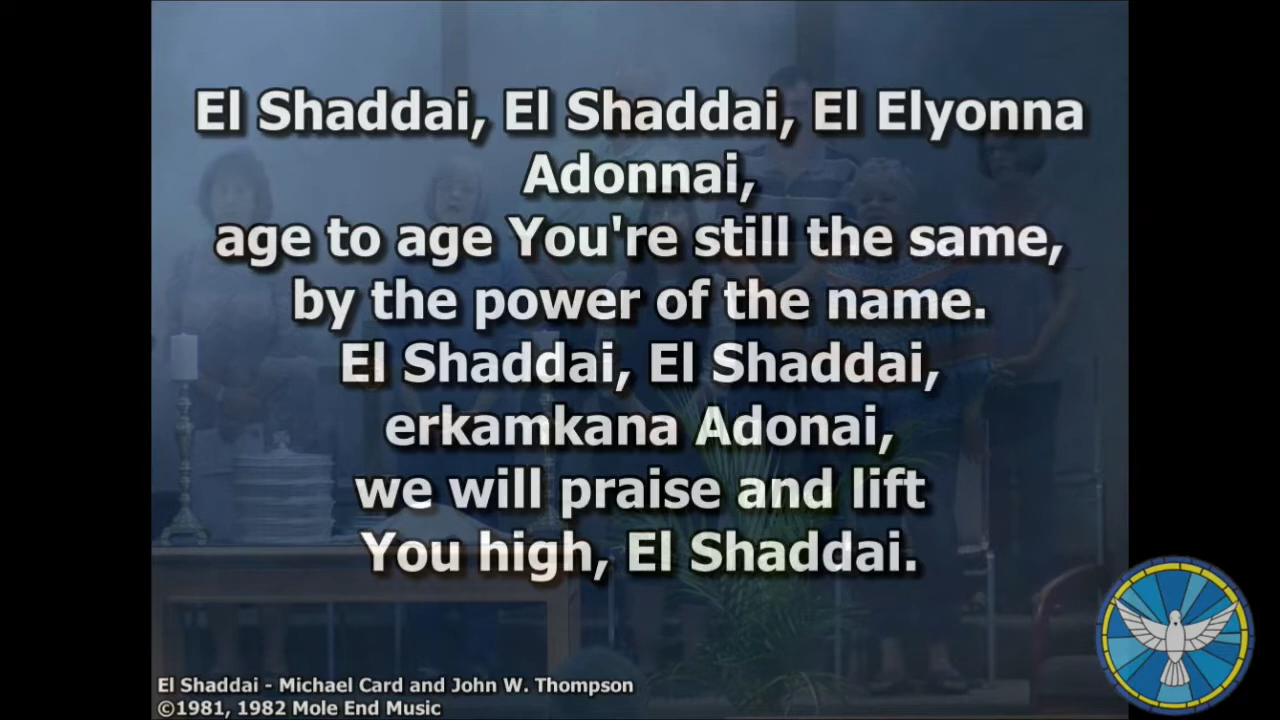 El Shaddai, El Shaddai, El Elyonna
Adonnai,
age to age You're still the same,
by the power of the name.
El Shaddai, El Shaddai,
erkamkana Adonai,
we will praise and lift
You high, El Shaddai.
El Shaddai - Michael Card and John W. Thompson
©1981, 1982 Mole End Music